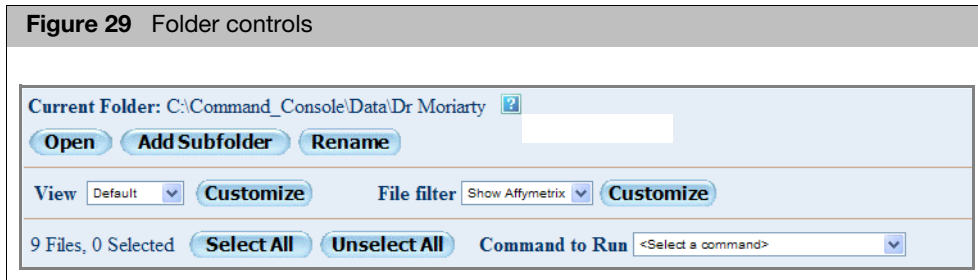 Figure 29 Folder controls
Current Folder: C:\Command_Console\Data\Dr Moriarty ?
Open Add Subfolder Rename
View Default Customize File filter Show Affymetrix Customize
9 Files, 0 Selected Select All Unselect All Command to Run <Select a command>